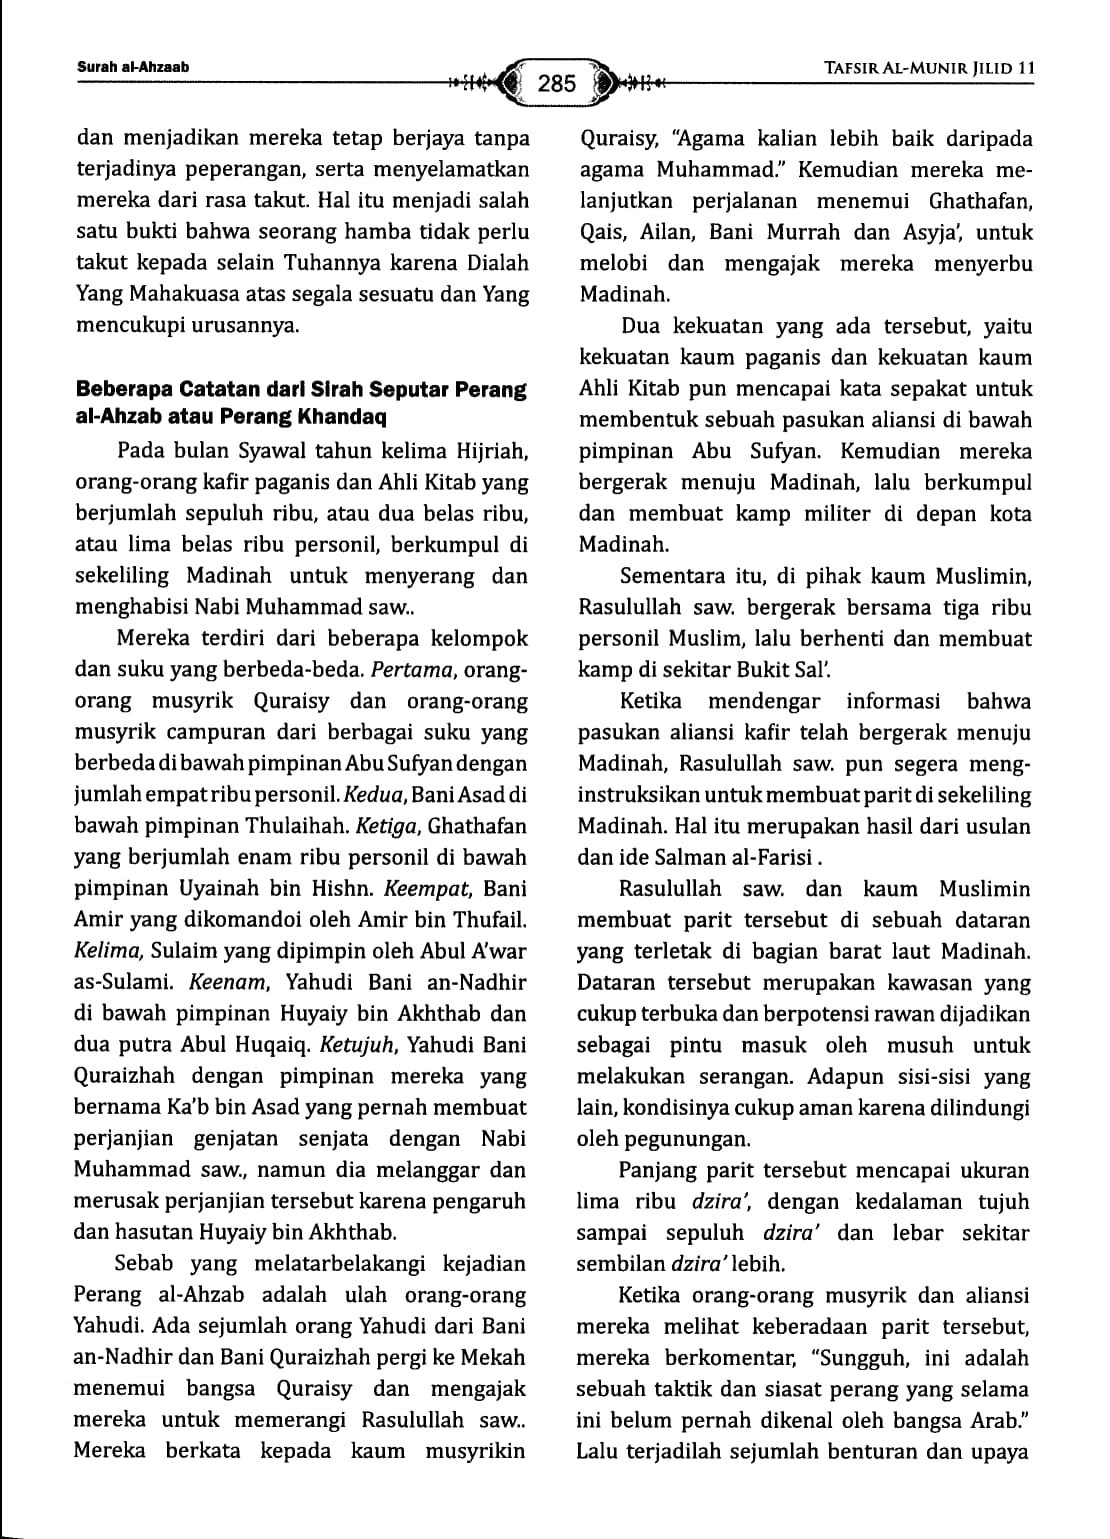 Surah al-Ahzaab
285
TAFSIR AL-MUNIR JILID 11
dan menjadikan mereka tetap berjaya tanpa
terjadinya peperangan, serta menyelamatkan
mereka dari rasa takut. Hal itu menjadi salah
satu bukti bahwa seorang hamba tidak perlu
takut kepada selain Tuhannya karena Dialah
Yang Mahakuasa atas segala sesuatu dan Yang
mencukupi urusannya.
Beberapa Catatan dari Sirah Seputar Perang
al-Ahzab atau Perang Khandaq
Pada bulan Syawal tahun kelima Hijriah,
orang-orang kafir paganis dan Ahli Kitab yang
berjumlah sepuluh ribu, atau dua belas ribu,
atau lima belas ribu personil, berkumpul di
sekeliling Madinah untuk menyerang dan
menghabisi Nabi Muhammad saw..
Mereka terdiri dari beberapa kelompok
dan suku yang berbeda-beda. Pertama, orang-
orang musyrik Quraisy dan orang-orang
musyrik campuran dari berbagai suku yang
berbeda di bawah pimpinan Abu Sufyan dengan
jumlah empat ribu personil. Kedua, Bani Asad di
bawah pimpinan Thulaihah. Ketiga, Ghathafan
yang berjumlah enam ribu personil di bawah
pimpinan Uyainah bin Hishn. Keempat, Bani
Amir yang dikomandoi oleh Amir bin Thufail.
Kelima, Sulaim yang dipimpin oleh Abul A'war
as-Sulami. Keenam, Yahudi Bani an-Nadhir
di bawah pimpinan Huyaiy bin Akhthab dan
dua putra Abul Huqaiq. Ketujuh, Yahudi Bani
Quraizhah dengan pimpinan mereka yang
bernama Ka'b bin Asad yang pernah membuat
perjanjian genjatan senjata dengan Nabi
Muhammad saw., namun dia melanggar dan
merusak perjanjian tersebut karena pengaruh
dan hasutan Huyaiy bin Akhthab.
Sebab yang melatarbelakangi kejadian
Perang al-Ahzab adalah ulah orang-orang
Yahudi. Ada sejumlah orang Yahudi dari Bani
an-Nadhir dan Bani Quraizhah pergi ke Mekah
menemui bangsa Quraisy dan mengajak
mereka untuk memerangi Rasulullah saw..
Mereka berkata kepada kaum musyrikin
Quraisy, “Agama kalian lebih baik daripada
agama Muhammad.” Kemudian mereka me-
lanjutkan perjalanan menemui Ghathafan,
Qais, Ailan, Bani Murrah dan Asyja', untuk
melobi dan mengajak mereka menyerbu
Madinah.
Dua kekuatan yang ada tersebut, yaitu
kekuatan kaum paganis dan kekuatan kaum
Ahli Kitab pun mencapai kata sepakat untuk
membentuk sebuah pasukan aliansi di bawah
pimpinan Abu Sufyan. Kemudian mereka
bergerak menuju Madinah, lalu berkumpul
dan membuat kamp militer di depan kota
Madinah.
Sementara itu, di pihak kaum Muslimin,
Rasulullah saw. bergerak bersama tiga ribu
personil Muslim, lalu berhenti dan membuat
kamp di sekitar Bukit Sal'.
Ketika mendengar informasi bahwa
pasukan aliansi kafir telah bergerak menuju
Madinah, Rasulullah saw. pun segera meng-
instruksikan untuk membuat parit di sekeliling
Madinah. Hal itu merupakan hasil dari usulan
dan ide Salman al-Farisi .
Rasulullah saw. dan kaum Muslimin
membuat parit tersebut di sebuah dataran
yang terletak di bagian barat laut Madinah.
Dataran tersebut merupakan kawasan yang
cukup terbuka dan berpotensi rawan dijadikan
sebagai pintu masuk oleh musuh untuk
melakukan serangan. Adapun sisi-sisi yang
lain, kondisinya cukup aman karena dilindungi
oleh pegunungan.
Panjang parit tersebut mencapai ukuran
lima ribu dzira', dengan kedalaman tujuh
sampai sepuluh dzira' dan lebar sekitar
sembilan dzira' lebih.
Ketika orang-orang musyrik dan aliansi
mereka melihat keberadaan parit tersebut,
mereka berkomentar, “Sungguh, ini adalah
sebuah taktik dan siasat perang yang selama
ini belum pernah dikenal oleh bangsa Arab.”
Lalu terjadilah sejumlah benturan dan upaya